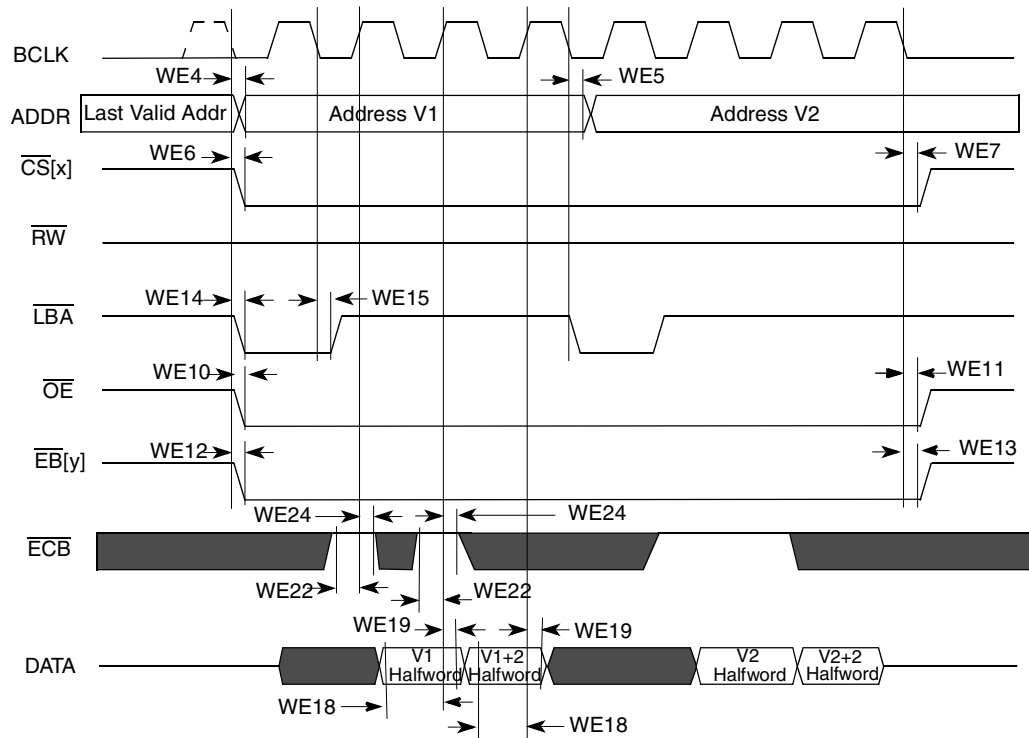 BCLK
WE4
WE5
ADDR
Last Valid Addr
Address V1
Address V2
WE6
WE7
CS[x]
RW
WE14
WE15
LBA
WE10
WE11
OE
WE12
WE13
EB[y]
WE24
WE24
ECB
WE22
WE22
WE19
WE19
DATA
V1
Halfword
V1+2
Halfword
V2
Halfword
V2+2
Halfword
WE18
WE18